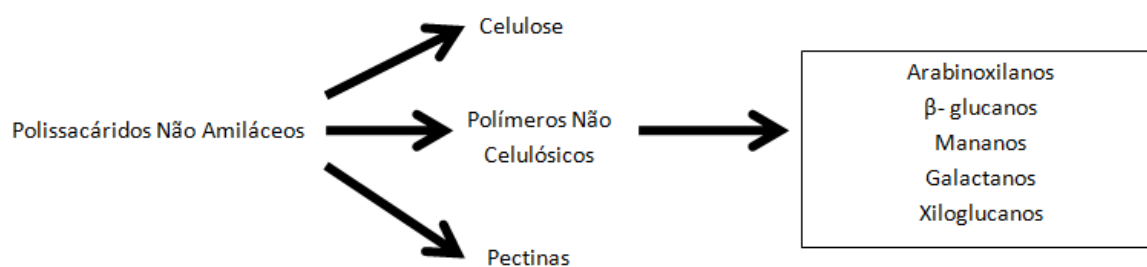 Celulose
Polissacáridos Não Amiláceos
Polímeros Não
Celulósicos
Pectinas
Arabinoxilanos
β- glucanos
Mananos
Galactanos
Xiloglucanos